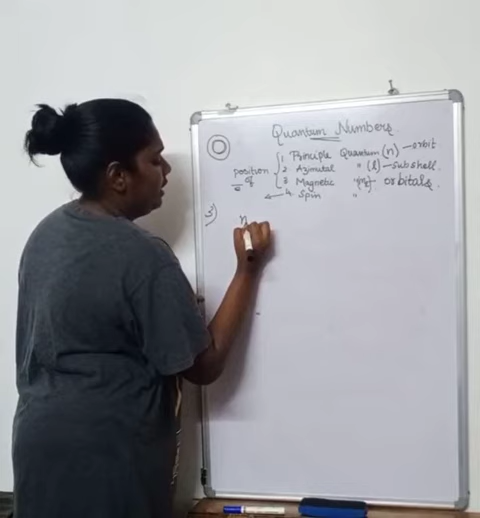 Quantum Numbers
1 Principle Quantum (n) — orbit
position 2 Azimutal " (l) — subshell.
of 3 Magnetic " — orbitals.
e 4. Spin "
n